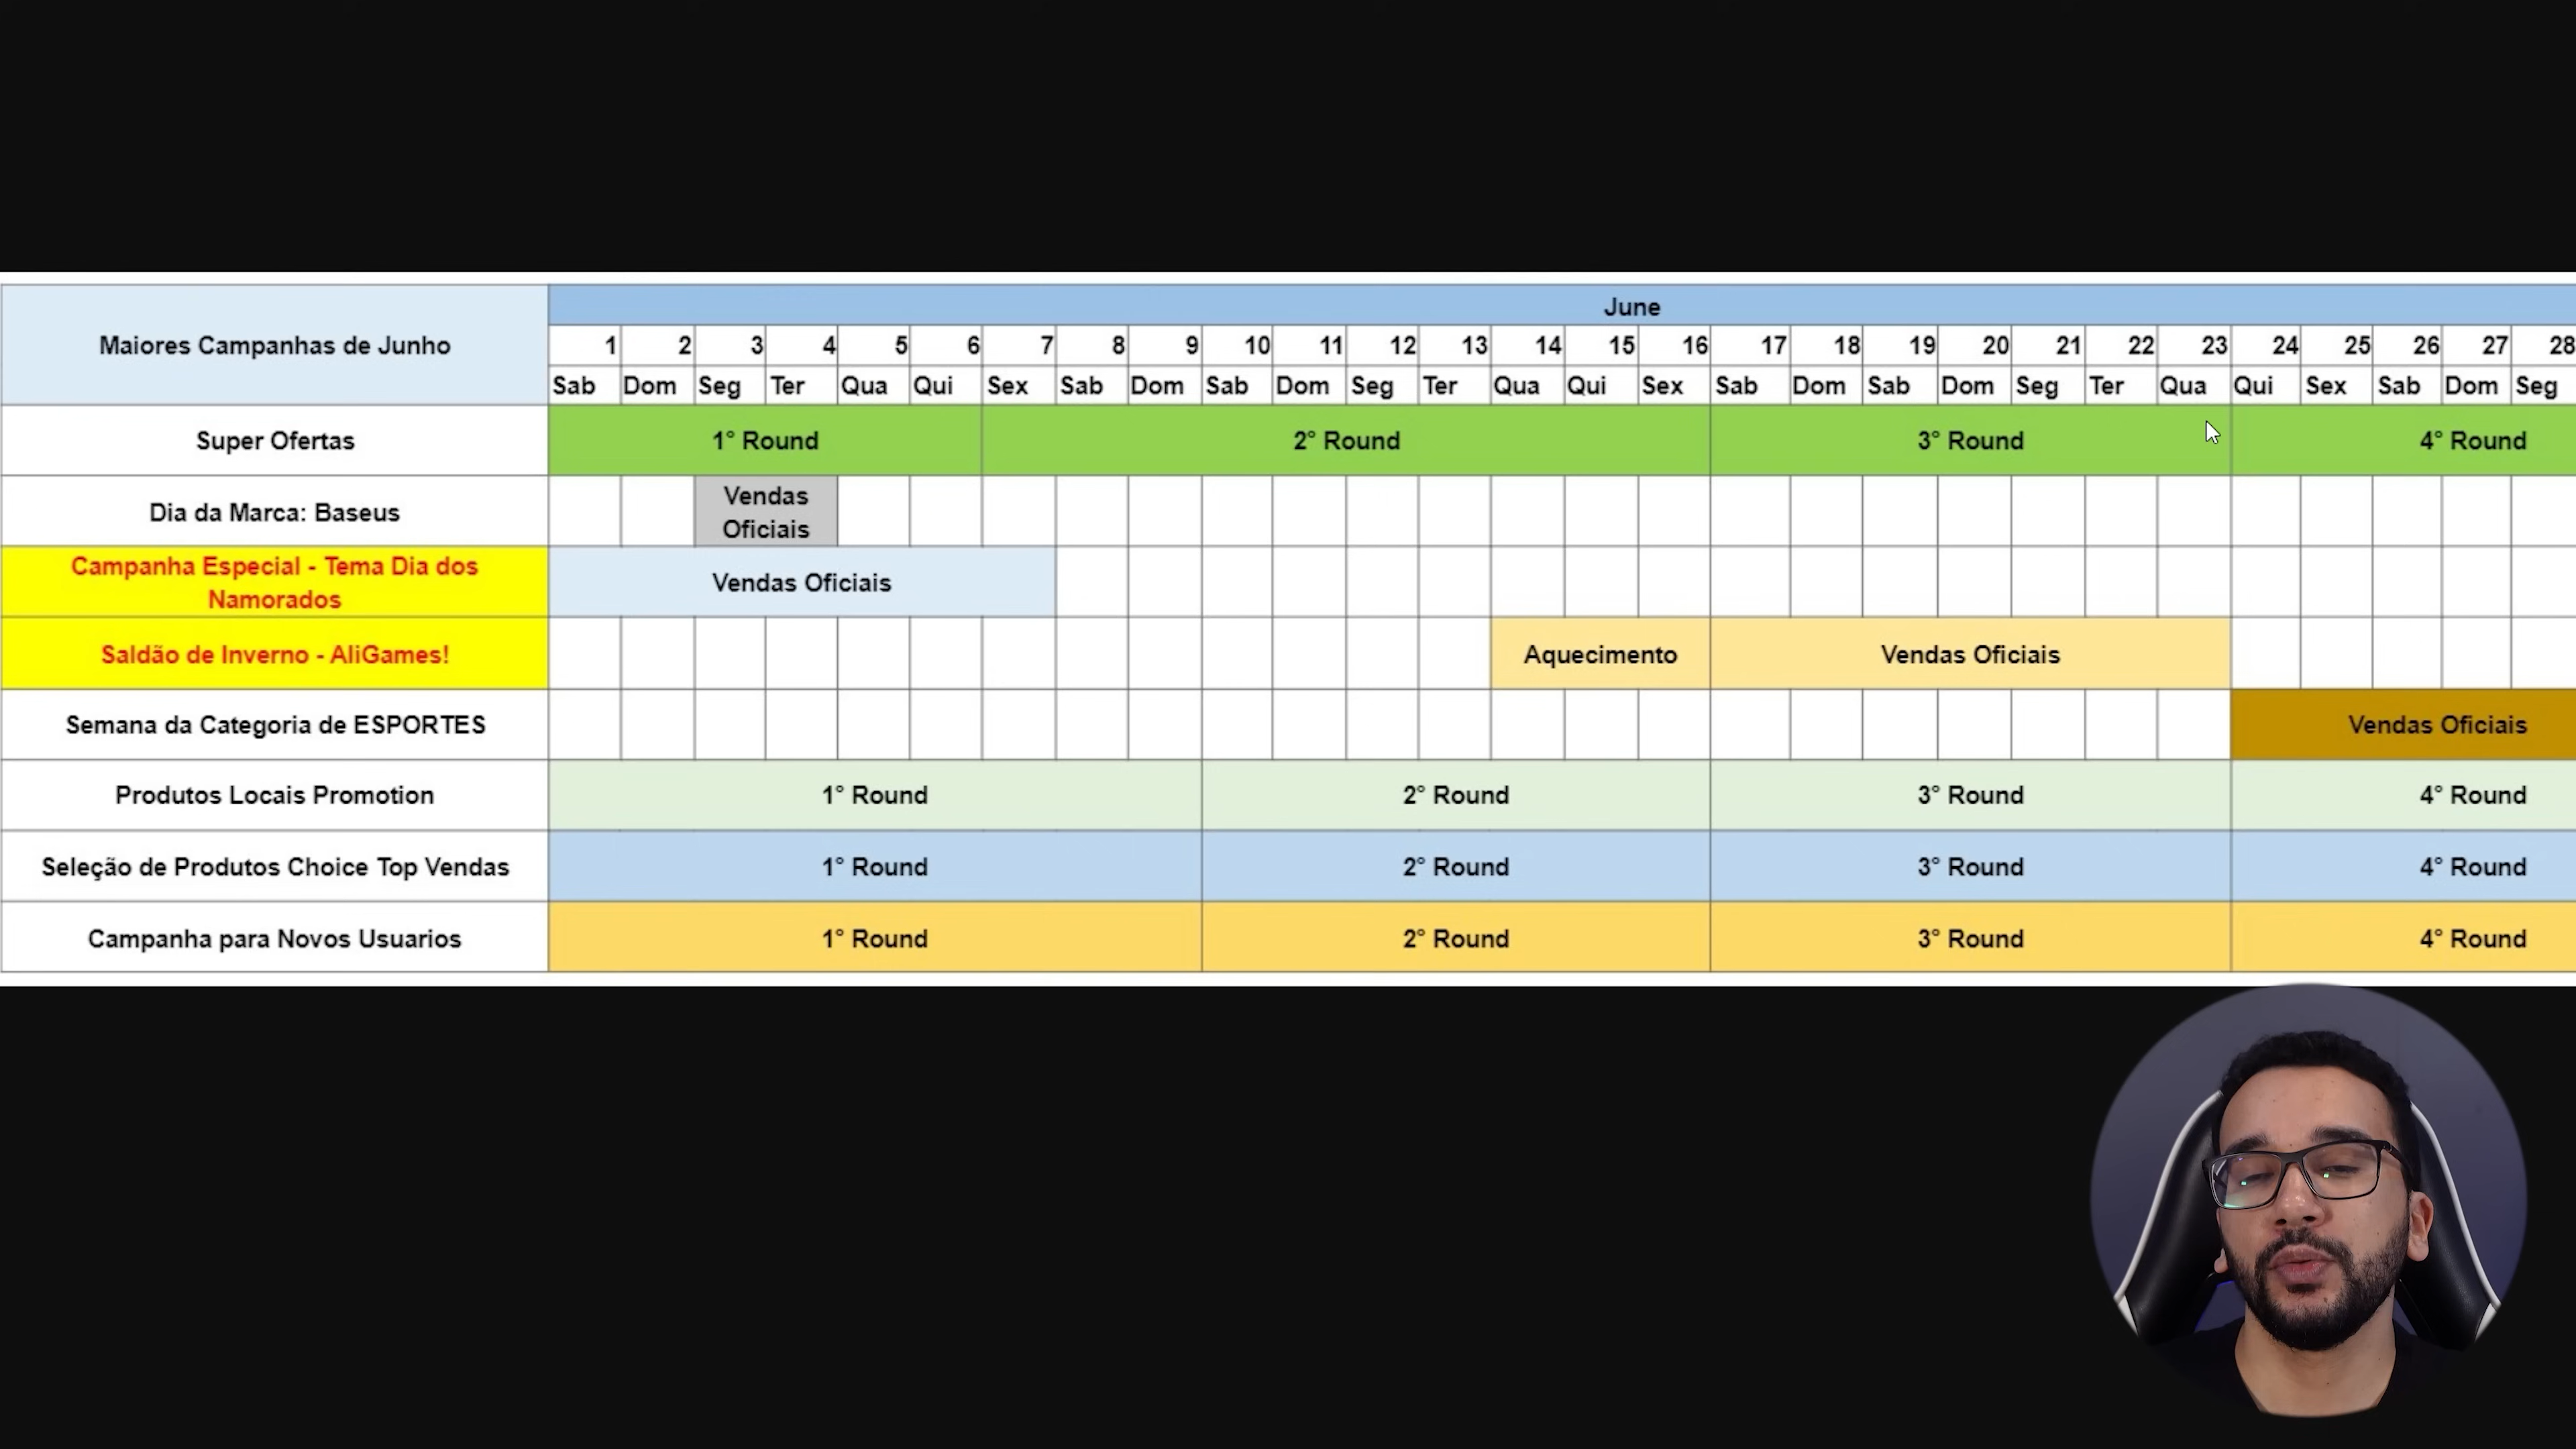 June
Maiores Campanhas de Junho
1 2 3 4 5 6 7 8 9 10 11 12 13 14 15 16 17 18 19 20 21 22 23 24 25 26 27 28
Sab Dom Seg Ter Qua Qui Sex Sab Dom Sab Dom Seg Ter Qua Qui Sex Sab Dom Sab Dom Seg Ter Qua Qui Sex Sab Dom Seg
Super Ofertas 1° Round 2° Round 3° Round 4° Round
Dia da Marca: Baseus
Vendas
Oficiais
Campanha Especial - Tema Dia dos
Namorados
Vendas Oficiais
Saldão de Inverno - AliGames! Aquecimento Vendas Oficiais
Semana da Categoria de ESPORTES Vendas Oficiais
Produtos Locais Promotion 1° Round 2° Round 3° Round 4° Round
Seleção de Produtos Choice Top Vendas 1° Round 2° Round 3° Round 4° Round
Campanha para Novos Usuarios 1° Round 2° Round 3° Round 4° Round